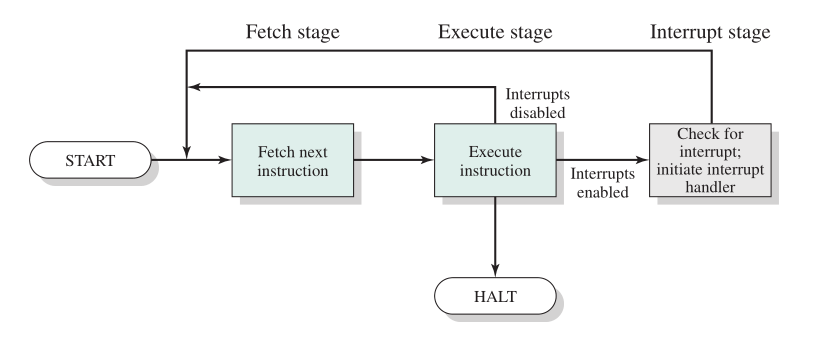 Fetch stage
Execute stage
Interrupt stage
Interrupts
disabled
START
Fetch next
instruction
Execute
instruction
Interrupts
enabled
Check for
interrupt;
initiate interrupt
handler
HALT